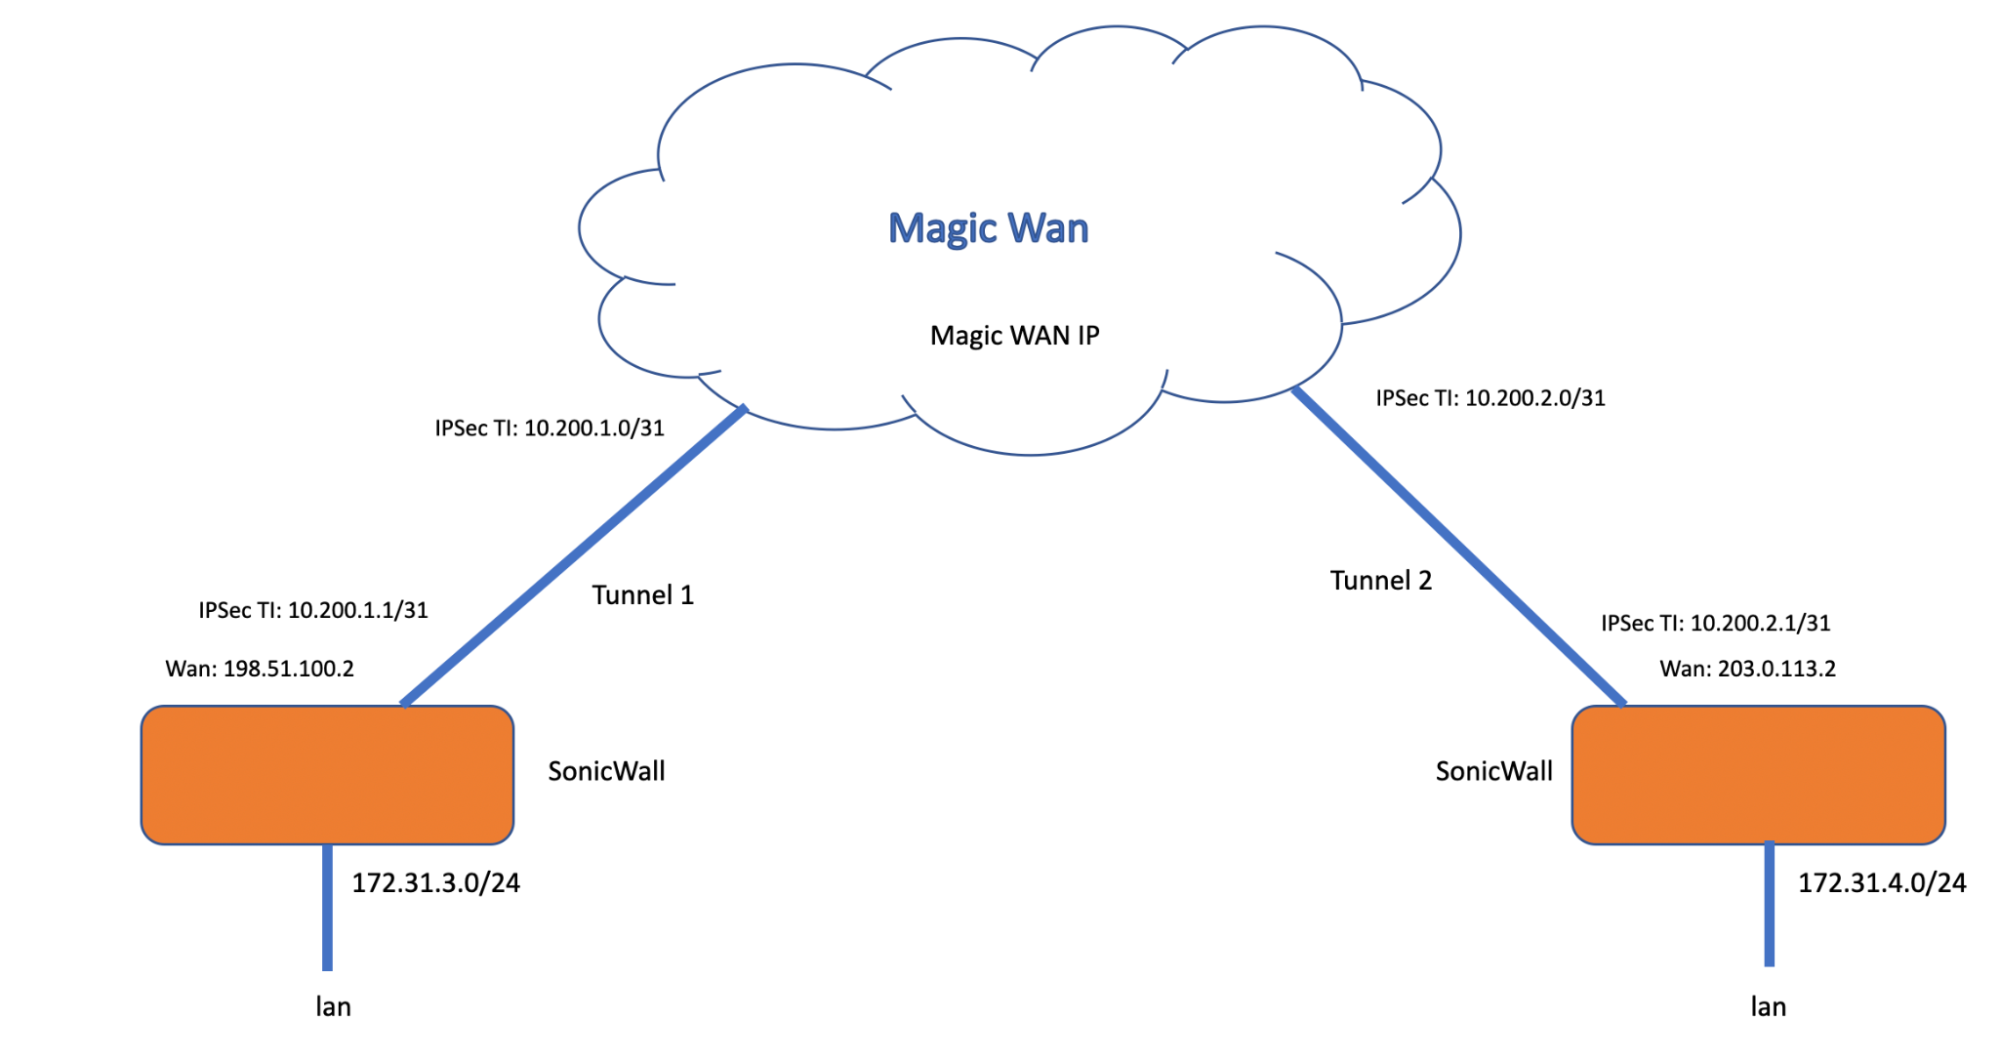 Magic Wan
Magic WAN IP
IPSec TI: 10.200.1.0/31
IPSec TI: 10.200.2.0/31
Tunnel 1
Tunnel 2
IPSec TI: 10.200.1.1/31
Wan: 198.51.100.2
IPSec TI: 10.200.2.1/31
Wan: 203.0.113.2
SonicWall
SonicWall
172.31.3.0/24
172.31.4.0/24
lan
lan